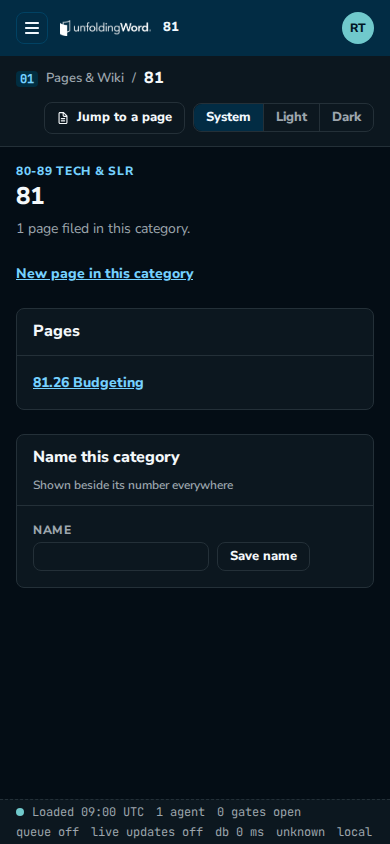 unfoldingWord. 81 RT
01 Pages & Wiki / 81
Jump to a page System Light Dark
80-89 TECH & SLR
81
1 page filed in this category.
New page in this category
Pages
81.26 Budgeting
Name this category
Shown beside its number everywhere
NAME
Save name
Loaded 09:00 UTC 1 agent 0 gates open
queue off live updates off db 0 ms unknown local